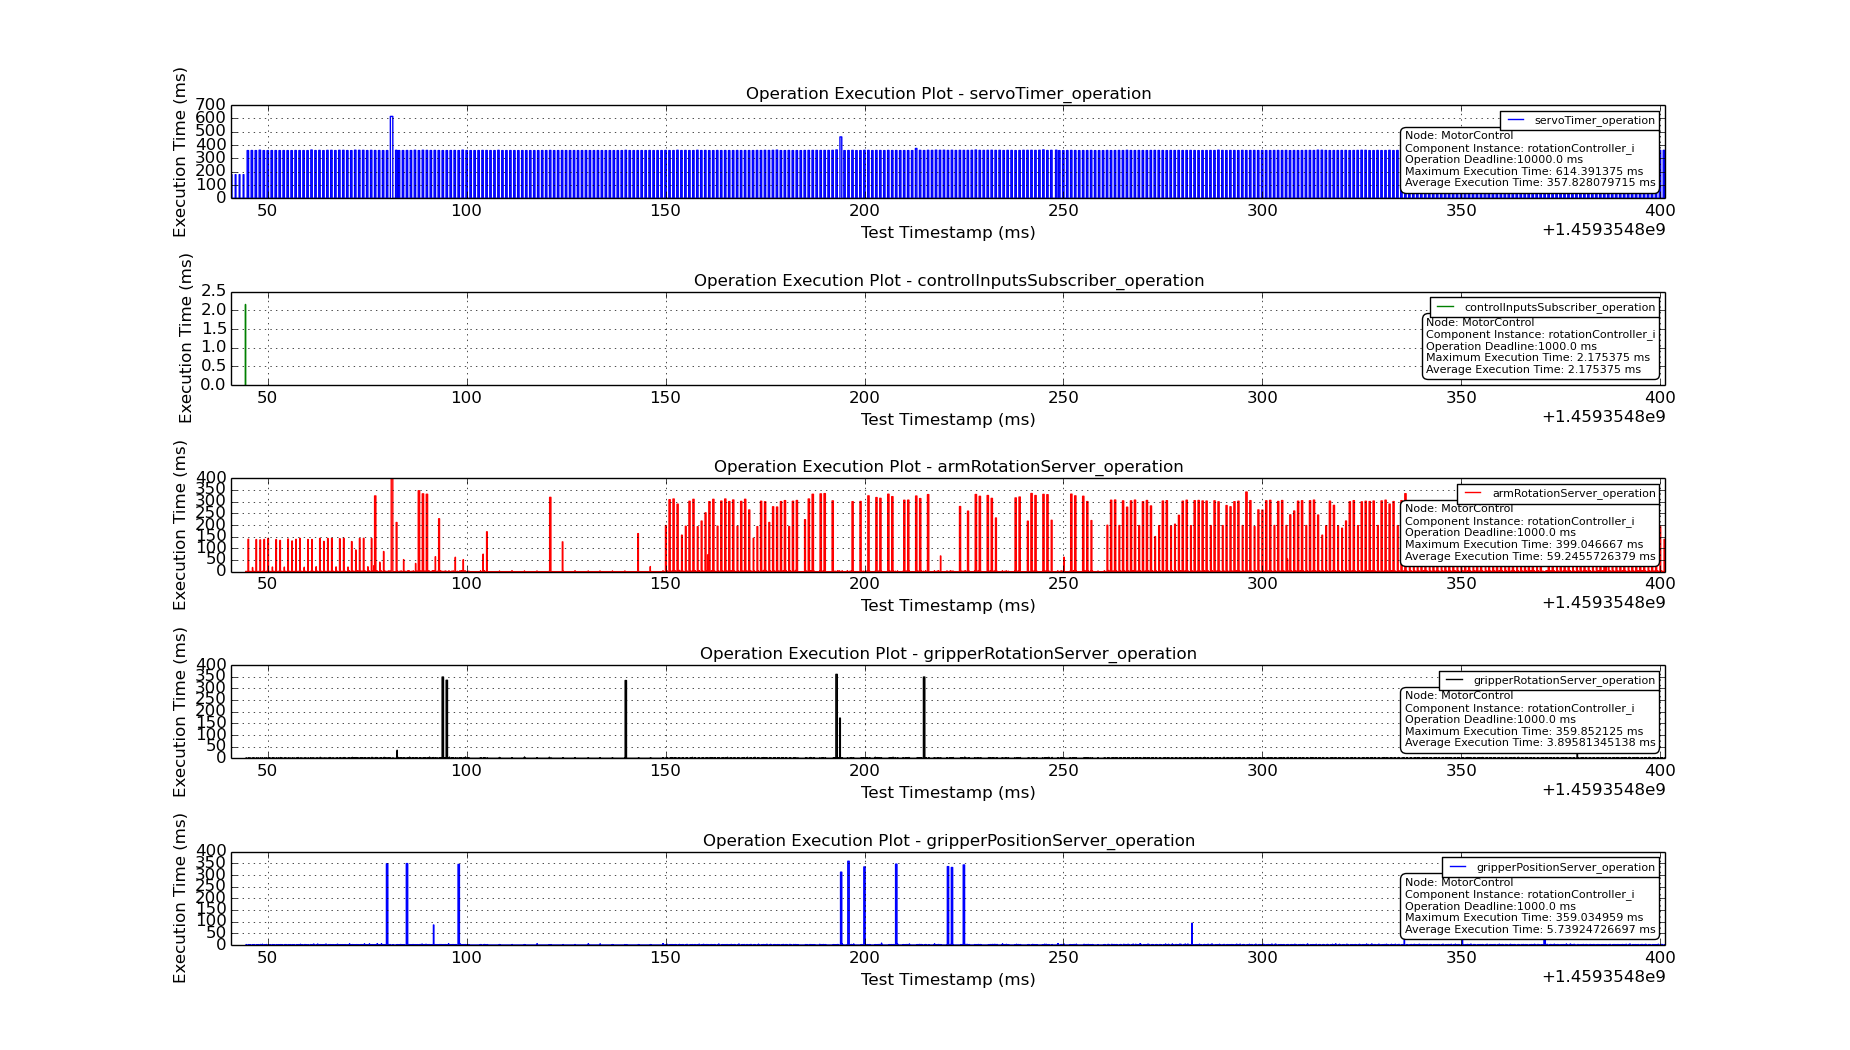 Operation Execution Plot - servoTimer_operation
Execution Time (ms)
700
600
500
400
300
200
100
0
servoTimer_operation
Node: MotorControl
Component Instance: rotationController_i
Operation Deadline:10000.0 ms
Maximum Execution Time: 614.391375 ms
Average Execution Time: 357.828079715 ms
50 100 150 200 250 300 350 400
+1.4593548e9
Test Timestamp (ms)
Operation Execution Plot - controlInputsSubscriber_operation
Execution Time (ms)
2.5
2.0
1.5
1.0
0.5
0.0
controlInputsSubscriber_operation
Node: MotorControl
Component Instance: rotationController_i
Operation Deadline:1000.0 ms
Maximum Execution Time: 2.175375 ms
Average Execution Time: 2.175375 ms
50 100 150 200 250 300 350 400
+1.4593548e9
Test Timestamp (ms)
Operation Execution Plot - armRotationServer_operation
Execution Time (ms)
400
350
300
250
200
150
100
50
0
armRotationServer_operation
Node: MotorControl
Component Instance: rotationController_i
Operation Deadline:1000.0 ms
Maximum Execution Time: 399.046667 ms
Average Execution Time: 59.2455726379 ms
50 100 150 200 250 300 350 400
+1.4593548e9
Test Timestamp (ms)
Operation Execution Plot - gripperRotationServer_operation
Execution Time (ms)
400
350
300
250
200
150
100
50
0
gripperRotationServer_operation
Node: MotorControl
Component Instance: rotationController_i
Operation Deadline:1000.0 ms
Maximum Execution Time: 359.852125 ms
Average Execution Time: 3.89581345138 ms
50 100 150 200 250 300 350 400
+1.4593548e9
Test Timestamp (ms)
Operation Execution Plot - gripperPositionServer_operation
Execution Time (ms)
400
350
300
250
200
150
100
50
0
gripperPositionServer_operation
Node: MotorControl
Component Instance: rotationController_i
Operation Deadline:1000.0 ms
Maximum Execution Time: 359.034959 ms
Average Execution Time: 5.73924726697 ms
50 100 150 200 250 300 350 400
+1.4593548e9
Test Timestamp (ms)